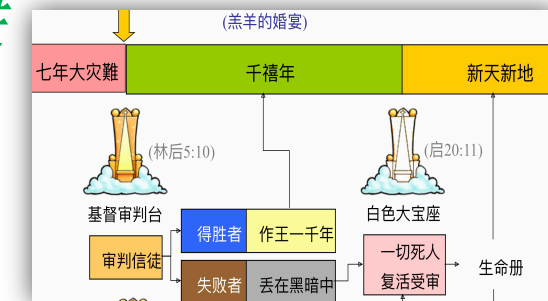 (羔羊的婚宴)
七年大灾難 千禧年 新天新地
(林后5:10) (启20:11)
基督审判台 白色大宝座
得胜者 作王一千年
审判信徒
一切死人
复活受审
生命册
失败者 丢在黑暗中